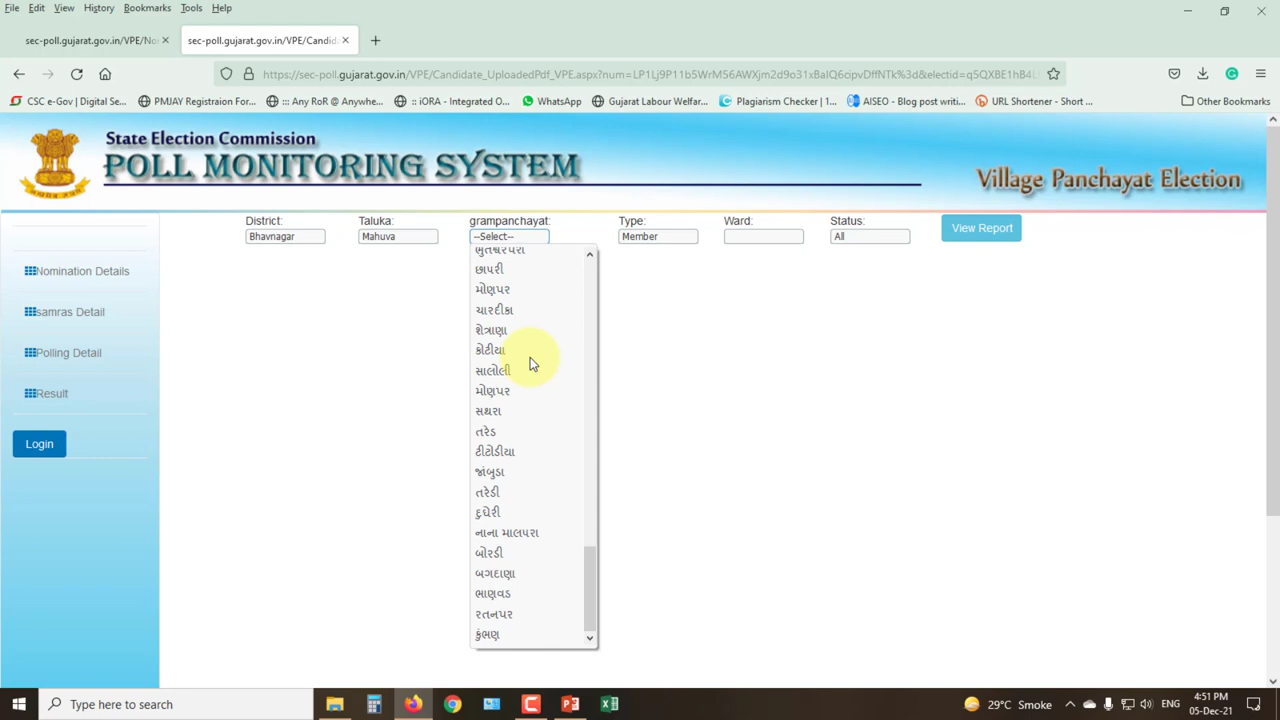 File Edit View History Bookmarks Tools Help
sec-poll.gujarat.gov.in/VPE/No
sec-poll.gujarat.gov.in/VPE/Candid
https://sec-poll.gujarat.gov.in/VPE/Candidate_UploadedPdf_VPE.aspx?num=LP1Lj9P11b5WrM56AWXjm2d9o31xBaIQ6cipvDffNTk%3d&electid=q5QXBE1hB4L
CSC e-Gov | Digital Se... PMJAY Registraion For... ::: Any RoR @ Anywhe... :: iORA - Integrated O... WhatsApp Gujarat Labour Welfar... Plagiarism Checker | 1... AISEO - Blog post writi... URL Shortener - Short ... Other Bookmarks
State Election Commission
POLL MONITORING SYSTEM
Village Panchayat Election
District: Taluka: grampanchayat: Type: Ward: Status: View Report
Bhavnagar Mahuva --Select-- Member All
Nomination Details
samras Detail
Polling Detail
Result
Login
ભુતેશ્વરપરા
છાપરી
મોણપર
ચારદીકા
શેત્રાણા
કોટીયા
સાલોલી
મોણપર
સથરા
તરેડ
ટીટોડીયા
જાંબુડા
તરેડી
દુધેરી
નાના માલપરા
બોરડી
બગદાણા
ભાણવડ
રતનપર
કુંભણ
Type here to search
29°C Smoke
ENG
4:51 PM
05-Dec-21